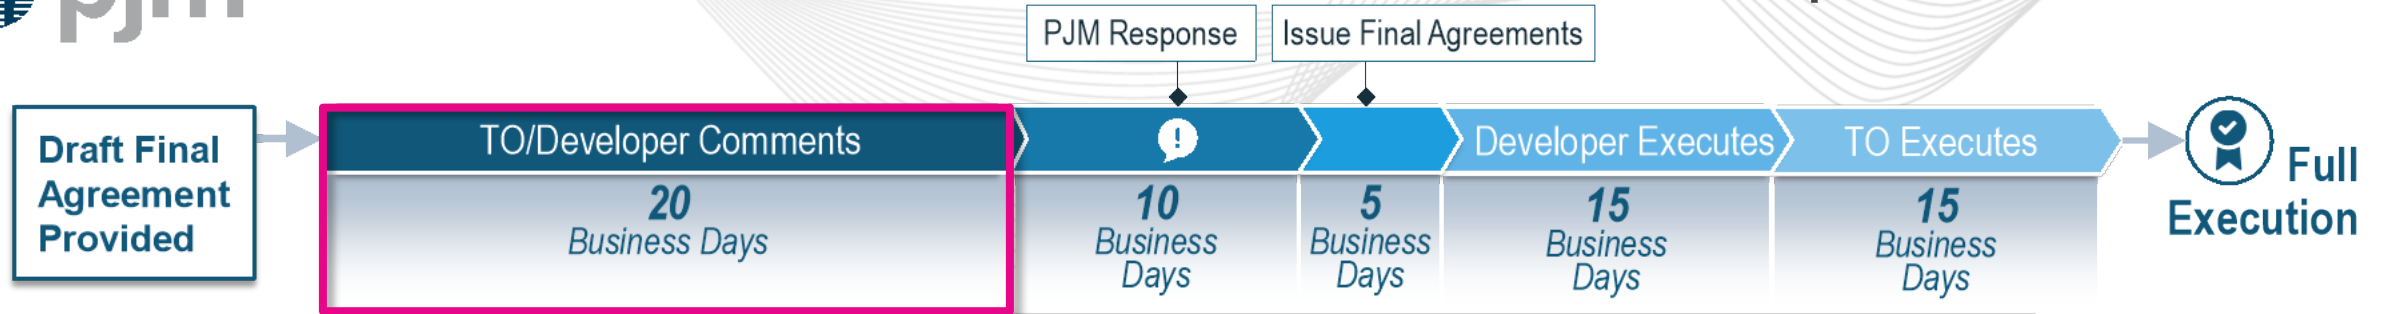 pjm
PJM Response
Issue Final Agreements
Draft Final
Agreement
Provided
TO/Developer Comments
!
Developer Executes
TO Executes
20
Business Days
10
Business
Days
5
Business
Days
15
Business
Days
15
Business
Days
Full
Execution